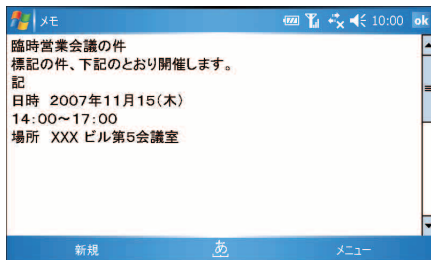 メモ 10:00 ok
臨時営業会議の件
標記の件、下記のとおり開催します。
記
日時 2007年11月15(木)
14:00～17:00
場所 XXX ビル第5会議室
新規 あ メニュー